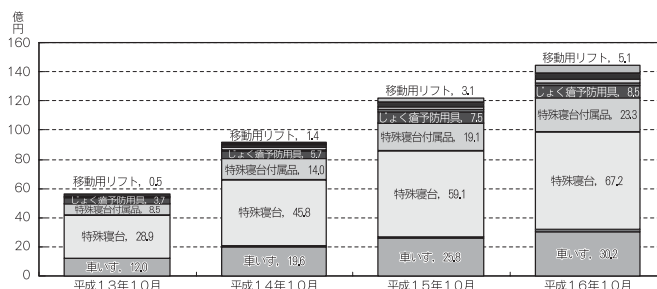 億円
160
140
120
100
80
60
40
20
0
移動用リフト, 0.5
じょく瘡予防用具, 3.7
特殊寝台付属品, 8.5
特殊寝台, 28.9
車いす, 12.0
移動用リフト, 1.4
じょく瘡予防用具, 5.7
特殊寝台付属品, 14.0
特殊寝台, 45.8
車いす, 19.6
移動用リフト, 3.1
じょく瘡予防用具, 7.5
特殊寝台付属品, 19.1
特殊寝台, 59.1
車いす, 25.8
移動用リフト, 5.1
じょく瘡予防用具, 8.5
特殊寝台付属品, 23.3
特殊寝台, 67.2
車いす, 30.2
平成13年10月
平成14年10月
平成15年10月
平成16年10月